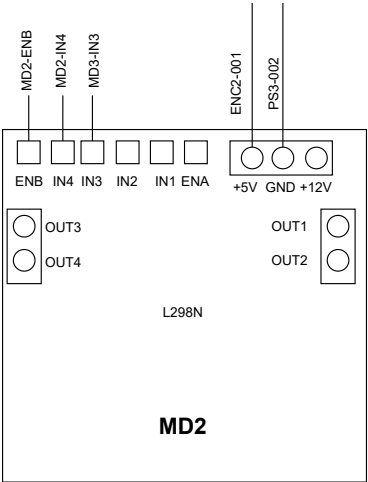 MD2-ENB
MD2-IN4
MD3-IN3
ENC2-001
PS3-002
ENB IN4 IN3 IN2 IN1 ENA +5V GND +12V
OUT3 OUT1
OUT4 OUT2
L298N
MD2